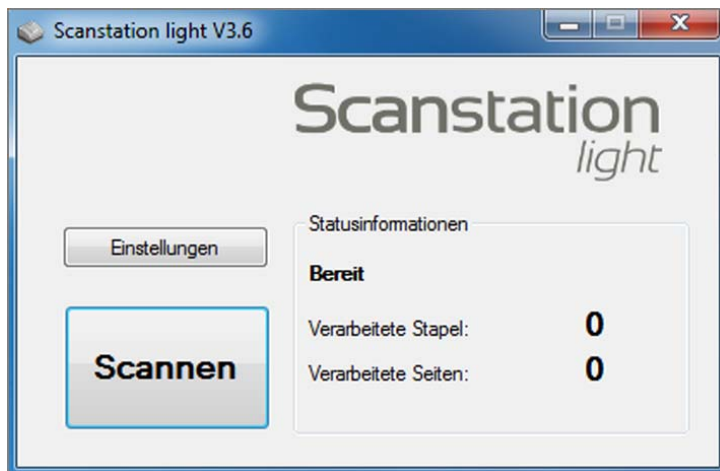 Scanstation light V3.6
Scanstation
light
Einstellungen
Scannen
Statusinformationen
Bereit
Verarbeitete Stapel: 0
Verarbeitete Seiten: 0